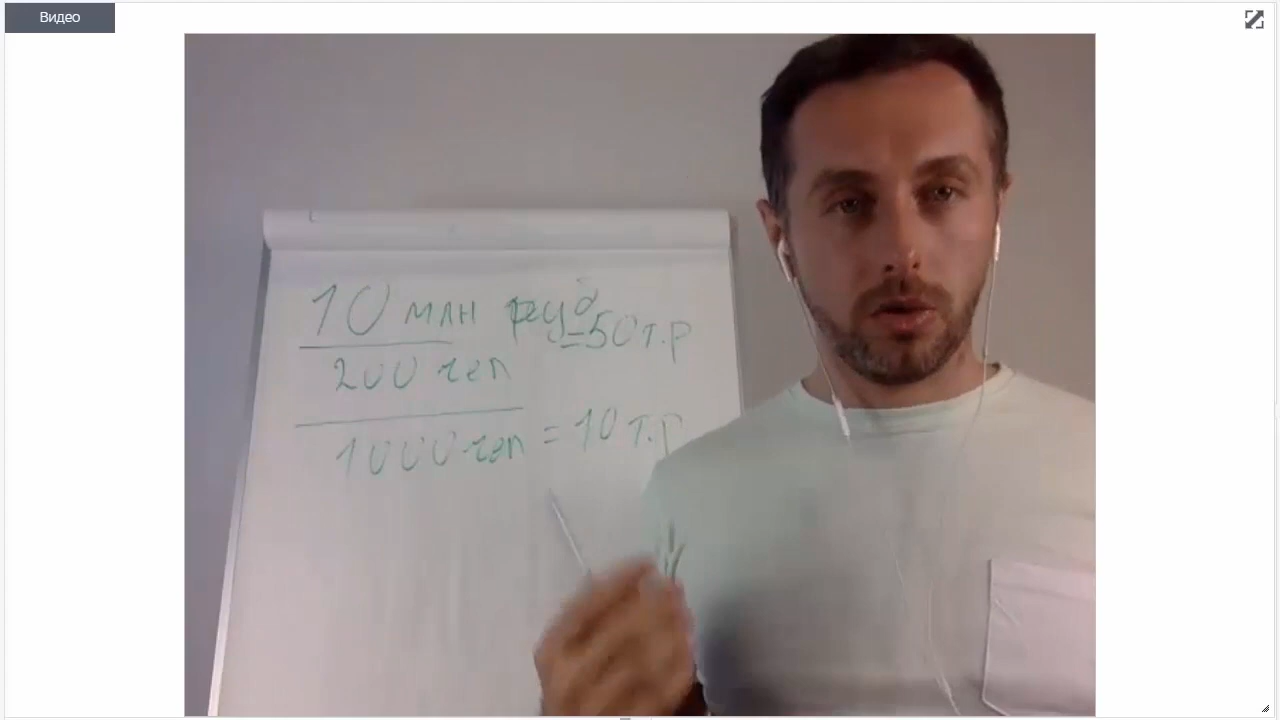 Видео
10 млн руб
= 50 т.р
200 чел
1000 чел = 10 т.р